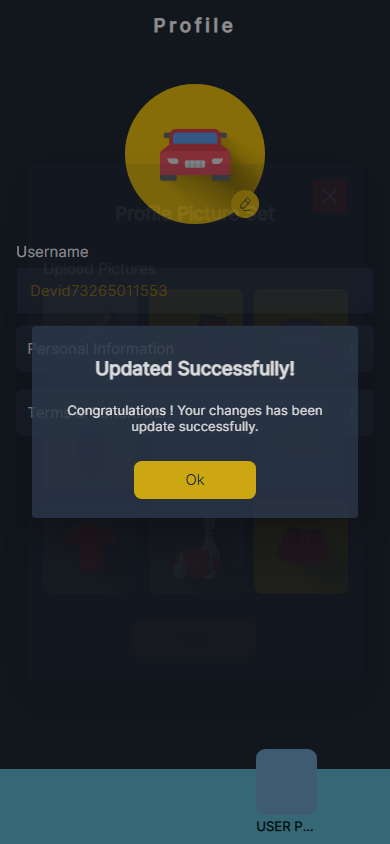 Profile
Profile Picture Set
Username
Upload Pictures
Devid73265011553
Personal Information
Updated Successfully!
Terms
Congratulations ! Your changes has been
update successfully.
Ok
USER P...